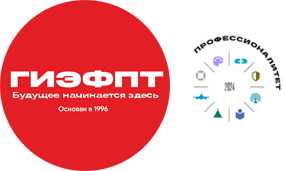 ГИЭФПТ
Будущее начинается здесь
Основан в 1996
ПРОФЕССИОНАЛИТЕТ